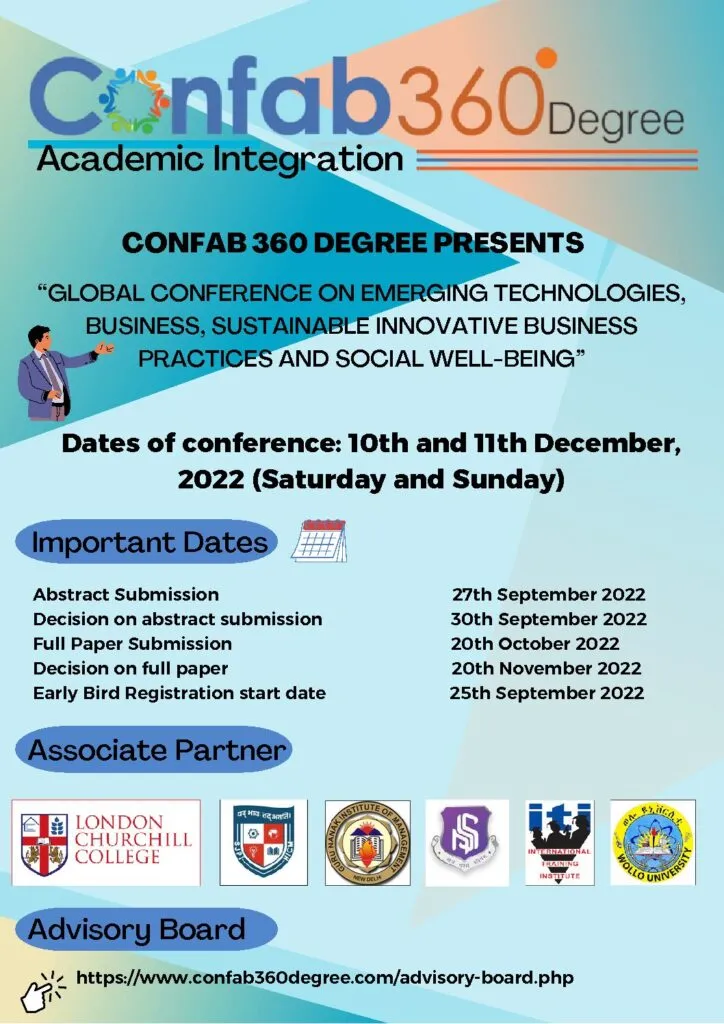 Confab 360 Degree
Academic Integration
CONFAB 360 DEGREE PRESENTS
“GLOBAL CONFERENCE ON EMERGING TECHNOLOGIES,
BUSINESS, SUSTAINABLE INNOVATIVE BUSINESS
PRACTICES AND SOCIAL WELL-BEING”
Dates of conference: 10th and 11th December,
2022 (Saturday and Sunday)
Important Dates
Abstract Submission 27th September 2022
Decision on abstract submission 30th September 2022
Full Paper Submission 20th October 2022
Decision on full paper 20th November 2022
Early Bird Registration start date 25th September 2022
Associate Partner
LONDON
CHURCHILL
COLLEGE
GURU NANAK INSTITUTE OF MANAGEMENT
NEW DELHI
iti
INTERNATIONAL
TRAINING
INSTITUTE
WOLLO UNIVERSITY
Advisory Board
https://www.confab360degree.com/advisory-board.php